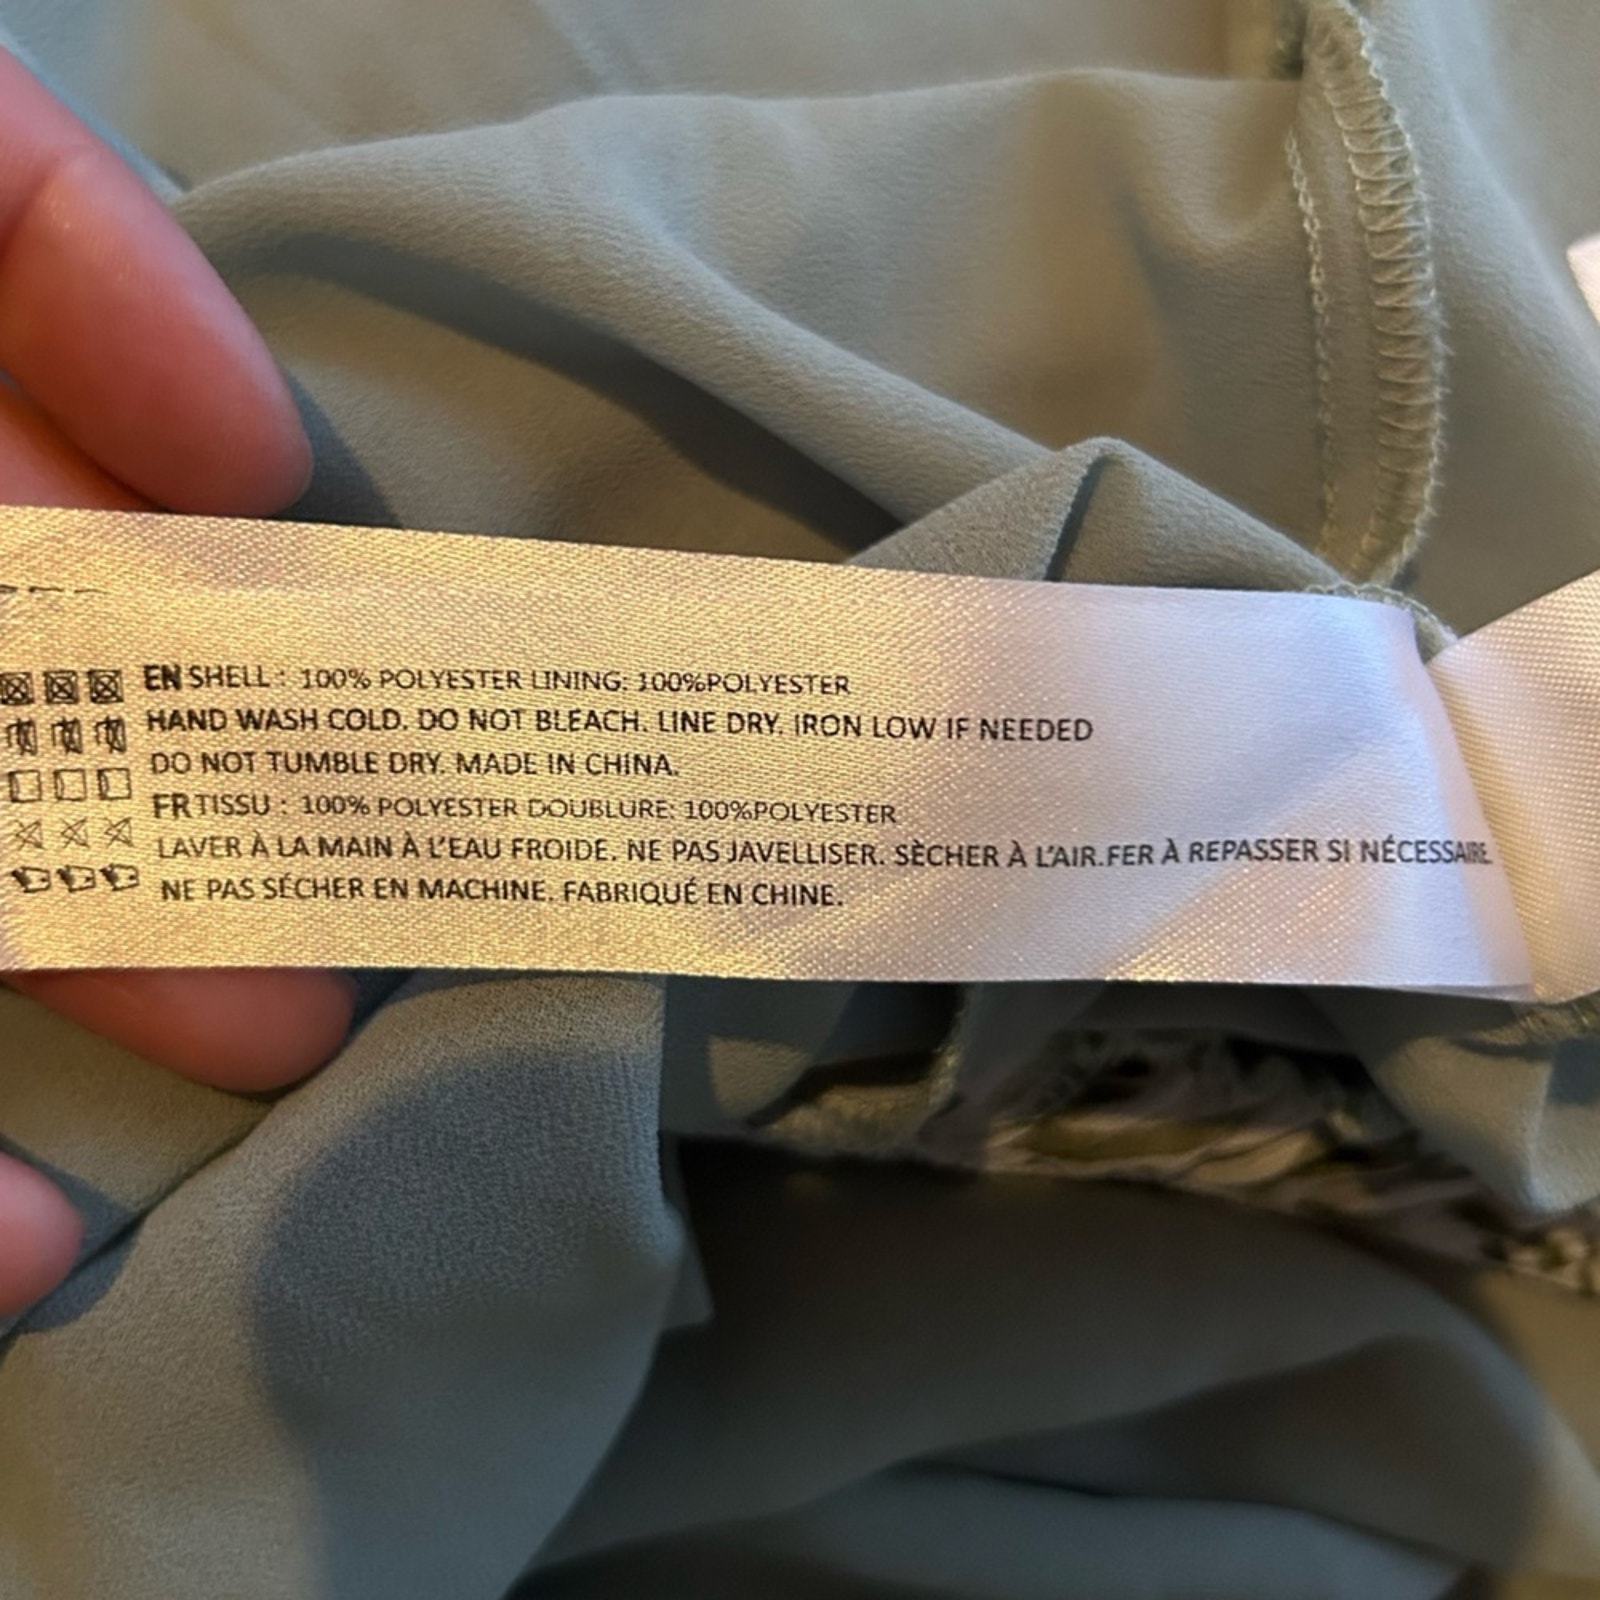 EN SHELL : 100% POLYESTER LINING: 100%POLYESTER
HAND WASH COLD. DO NOT BLEACH. LINE DRY. IRON LOW IF NEEDED
DO NOT TUMBLE DRY. MADE IN CHINA.
FR TISSU : 100% POLYESTER DOUBLURE: 100%POLYESTER
LAVER À LA MAIN À L'EAU FROIDE. NE PAS JAVELLISER. SÈCHER À L'AIR.FER À REPASSER SI NÉCESSAIRE.
NE PAS SÉCHER EN MACHINE. FABRIQUÉ EN CHINE.